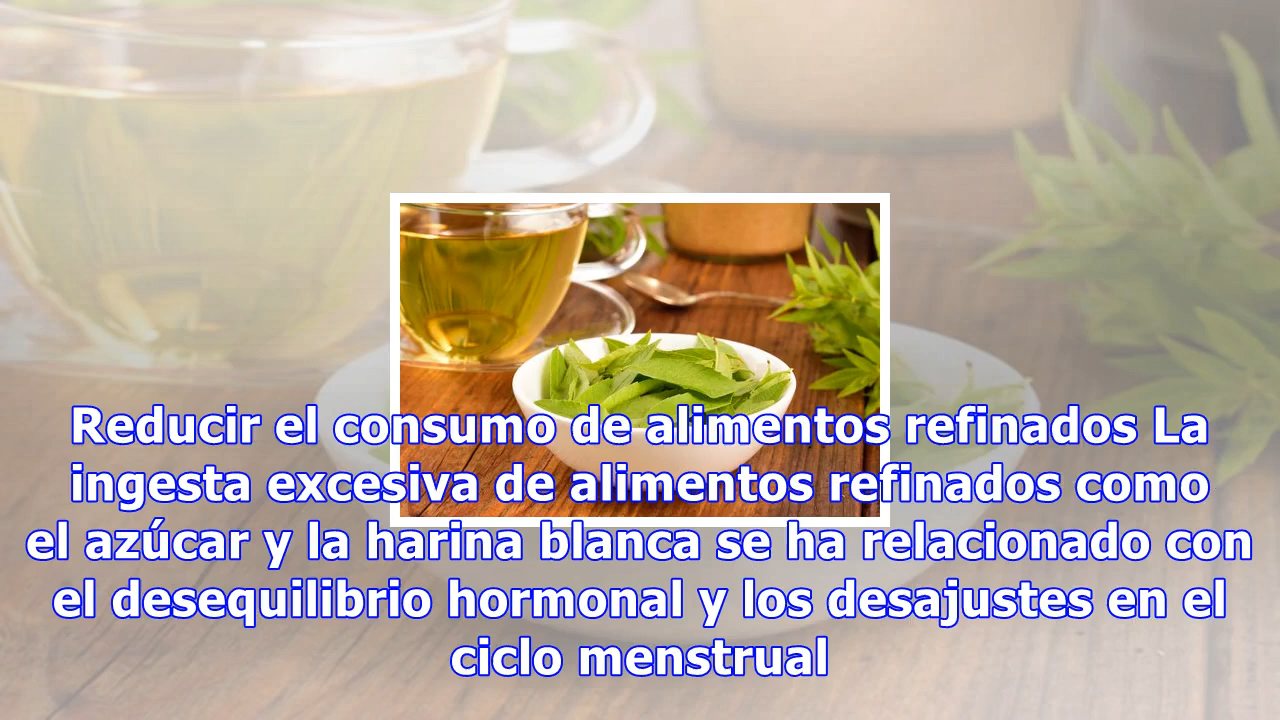 Reducir el consumo de alimentos refinados La
ingesta excesiva de alimentos refinados como
el azúcar y la harina blanca se ha relacionado con
el desequilibrio hormonal y los desajustes en el
ciclo menstrual